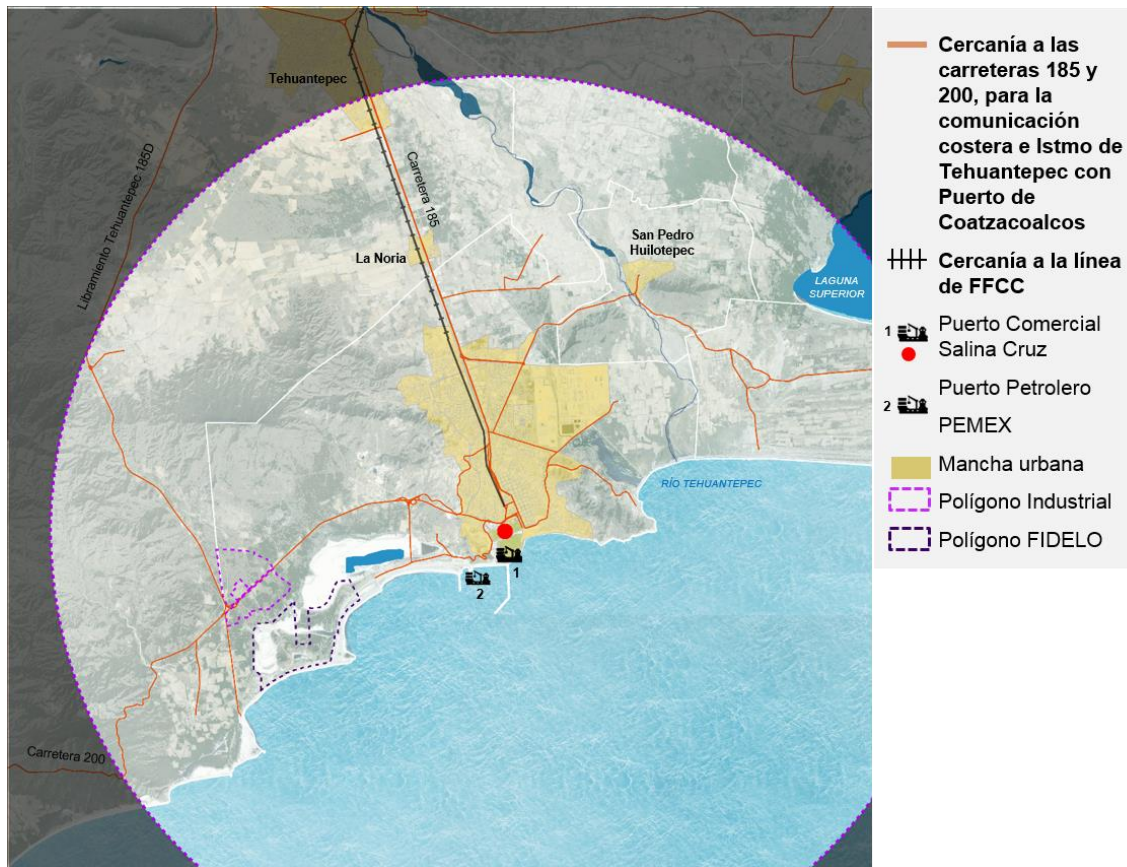 Tehuantepec
Libramiento Tehuantepec 185D
Carretera 185
La Noria
San Pedro
Huilotepec
LAGUNA
SUPERIOR
RÍO TEHUANTEPEC
1
2
Carretera 200
Cercanía a las
carreteras 185 y
200, para la
comunicación
costera e Istmo de
Tehuantepec con
Puerto de
Coatzacoalcos
Cercanía a la línea
de FFCC
1 Puerto Comercial
Salina Cruz
2 Puerto Petrolero
PEMEX
Mancha urbana
Polígono Industrial
Polígono FIDELO